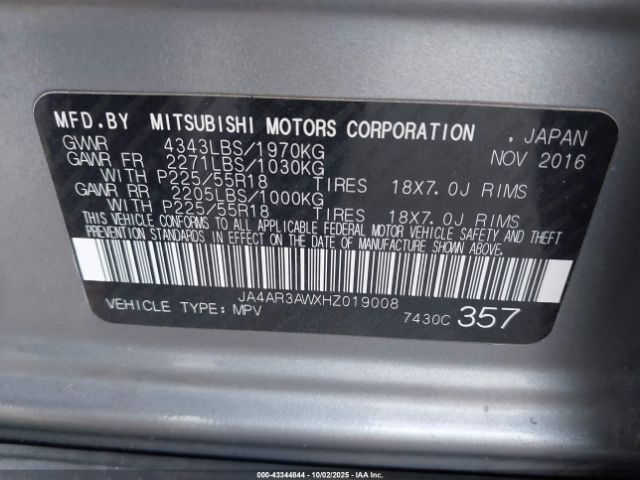 MFD.BY MITSUBISHI MOTORS CORPORATION , JAPAN
GVWR 4343LBS/1970KG NOV 2016
GAWR FR 2271LBS/1030KG
WITH P225/55R18 TIRES 18X7.0J RIMS
GAWR RR 2205LBS/1000KG
WITH P225/55R18 TIRES 18X7.0J RIMS
THIS VEHICLE CONFORMS TO ALL APPLICABLE FEDERAL MOTOR VEHICLE SAFETY AND THEFT
PREVENTION STANDARDS IN EFFECT ON THE DATE OF MANUFACTURE SHOWN ABOVE.
JA4AR3AWXHZ019008
VEHICLE TYPE: MPV 7430C 357
000-43344844 | 10/02/2025 | IAA Inc.